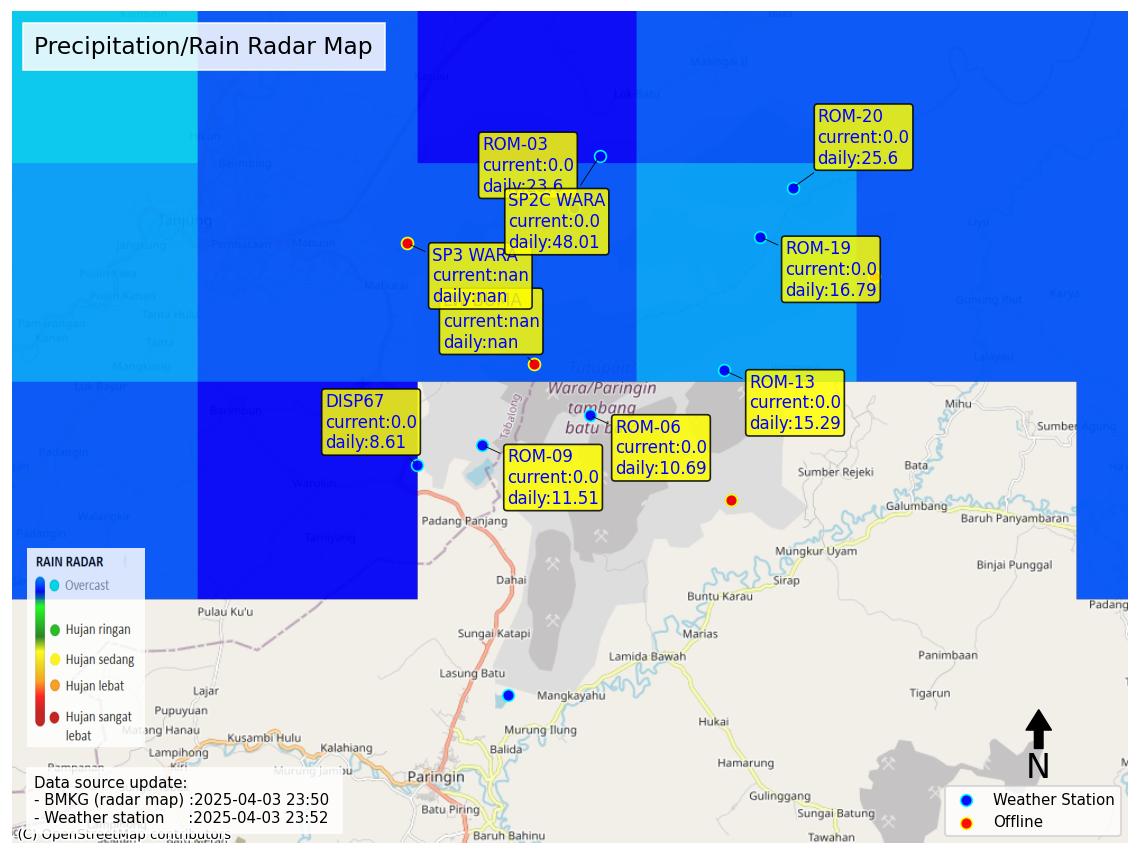 Precipitation/Rain Radar Map
ROM-20
current:0.0
daily:25.6
ROM-03
current:0.0
daily:23.6
SP2C WARA
current:0.0
daily:48.01
ROM-19
current:0.0
daily:16.79
SP3 WARA
current:nan
daily:nan
current:nan
daily:nan
ROM-13
current:0.0
daily:15.29
DISP67
current:0.0
daily:8.61
ROM-06
current:0.0
daily:10.69
ROM-09
current:0.0
daily:11.51
Tutupan
Wara/Paringin
tambang
batu b
Tabalong
Tanjung
Mihu
Sumber Agung
Sumber Rejeki
Bata
Galumbang
Baruh Panyambaran
Padang Panjang
Mungkur Uyam
Binjai Punggal
Dahai
Sirap
Buntu Karau
Padang
Pulau Ku'u
Sungai Katapi
Marias
Lamida Bawah
Panimbaan
Lasung Batu
Lajar
Mangkayahu
Tigarun
Pupuyuan
Hukai
Matang Hanau
Murung Ilung
Kusambi Hulu
Kalahiang
Balida
Lampihong
Hamarung
Murung Jambu
Paringin
Gulinggang
Batu Piring
Sungai Batung
Baruh Bahinu
Tawahan
RAIN RADAR
Overcast
Hujan ringan
Hujan sedang
Hujan lebat
Hujan sangat
lebat
Data source update:
- BMKG (radar map) :2025-04-03 23:50
- Weather station :2025-04-03 23:52
(C) OpenStreetMap contributors
N
Weather Station
Offline